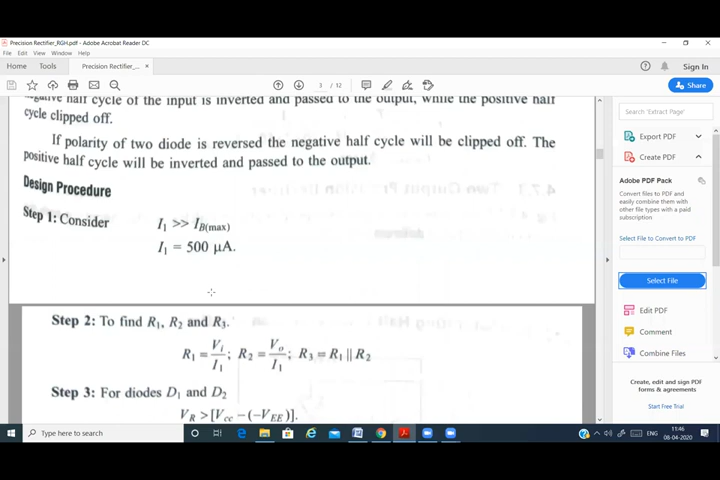 Precision Rectifier_RGH.pdf - Adobe Acrobat Reader DC
File Edit View Window Help
Home Tools Precision Rectifier_... × Sign In
1 / 12 Share
negative half cycle of the input is inverted and passed to the output, while the positive half
cycle clipped off.
If polarity of two diode is reversed the negative half cycle will be clipped off. The
positive half cycle will be inverted and passed to the output.
Design Procedure
Step 1: Consider I₁ >> I_B(max)
I₁ = 500 µA.
Step 2: To find R₁, R₂ and R₃.
R₁ = Vᵢ/I₁; R₂ = Vₒ/I₁; R₃ = R₁ || R₂
Step 3: For diodes D₁ and D₂
V_R > [V_cc − (−V_EE)].
Search 'Extract Page'
Export PDF
Create PDF
Adobe PDF Pack
Convert files to PDF and
easily combine them with
other file types with a paid
subscription
Select File to Convert to PDF
Select File
Edit PDF
Comment
Combine Files
Create, edit and sign PDF
forms & agreements
Start Free Trial
Type here to search
ENG
11:46
08-04-2020